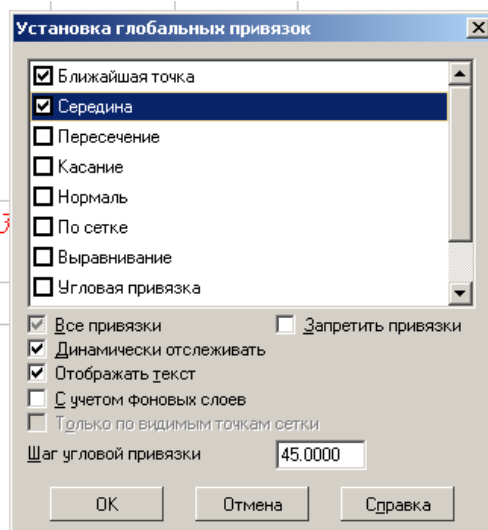 Установка глобальных привязок
Ближайшая точка
Середина
Пересечение
Касание
Нормаль
По сетке
Выравнивание
Угловая привязка
Все привязки Запретить привязки
Динамически отслеживать
Отображать текст
С учетом фоновых слоев
Только по видимым точкам сетки
Шаг угловой привязки 45.0000
OK Отмена Справка